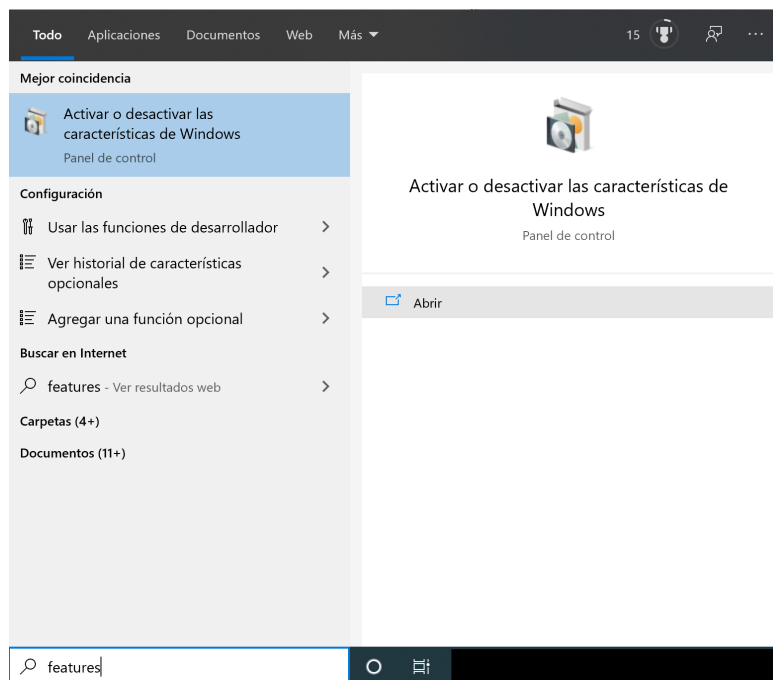 Todo Aplicaciones Documentos Web Más 15 ...
Mejor coincidencia
Activar o desactivar las
características de Windows
Panel de control
Configuración
Usar las funciones de desarrollador
Ver historial de características
opcionales
Agregar una función opcional
Buscar en Internet
features - Ver resultados web
Carpetas (4+)
Documentos (11+)
Activar o desactivar las características de
Windows
Panel de control
Abrir
features